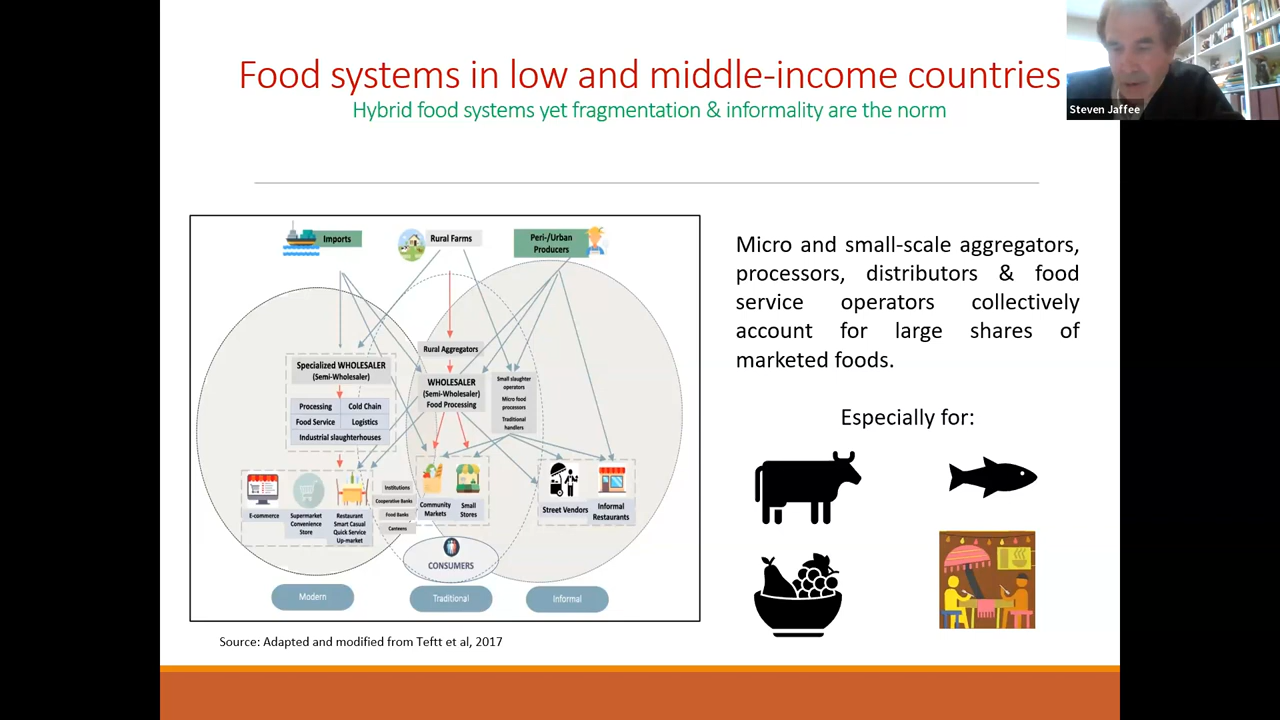 Food systems in low and middle-income countries
Hybrid food systems yet fragmentation & informality are the norm
Steven Jaffee
Imports
Rural Farms
Peri-/Urban
Producers
Rural Aggregators
Specialized WHOLESALER
(Semi-Wholesaler)
Processing
Cold Chain
Food Service
Logistics
Industrial slaughterhouses
WHOLESALER
(Semi-Wholesaler)
Food Processing
Small slaughter
operators
Micro food
processors
Traditional
handlers
E-commerce
Supermarket
Convenience
Store
Restaurant
Smart Casual
Quick Service
Up-market
Institutions
Cooperative Banks
Food Banks
Canteens
Community
Markets
Small
Stores
Street Vendors
Informal
Restaurants
CONSUMERS
Modern
Traditional
Informal
Source: Adapted and modified from Teftt et al, 2017
Micro and small-scale aggregators,
processors, distributors & food
service operators collectively
account for large shares of
marketed foods.
Especially for: